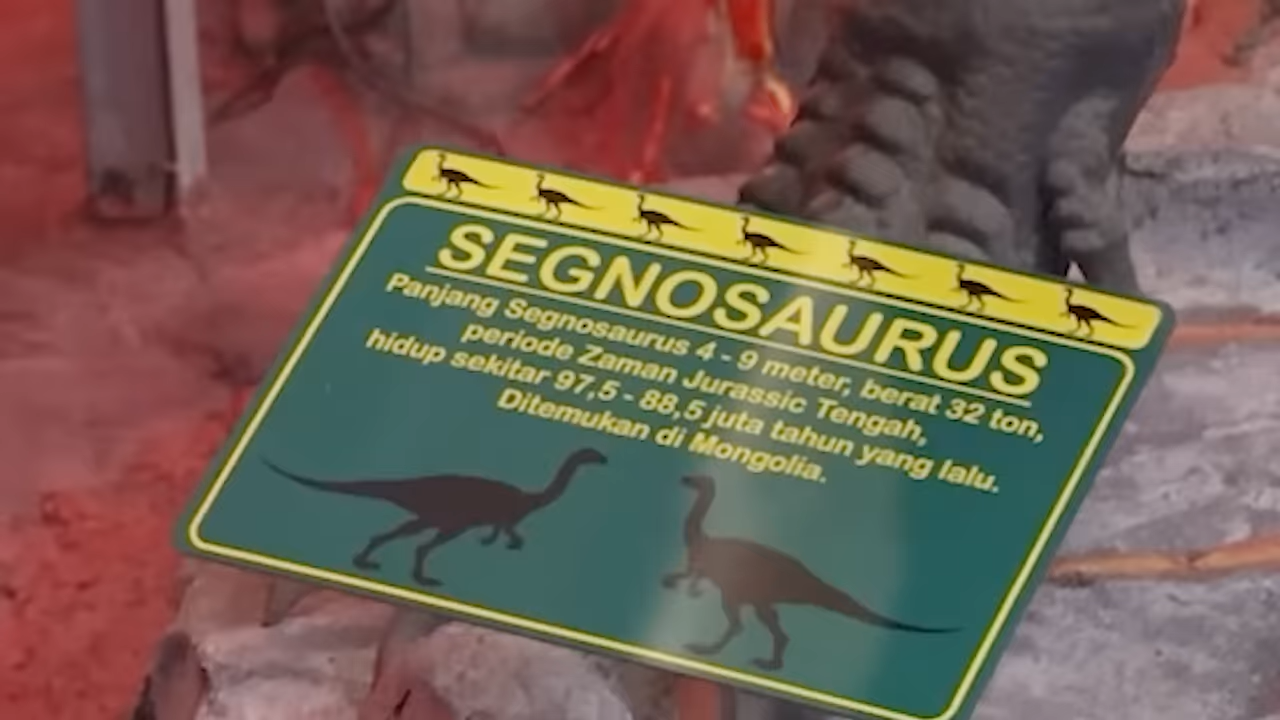 SEGNOSAURUS
Panjang Segnosaurus 4 - 9 meter, berat 32 ton,
periode Zaman Jurassic Tengah,
hidup sekitar 97,5 - 88,5 juta tahun yang lalu.
Ditemukan di Mongolia.